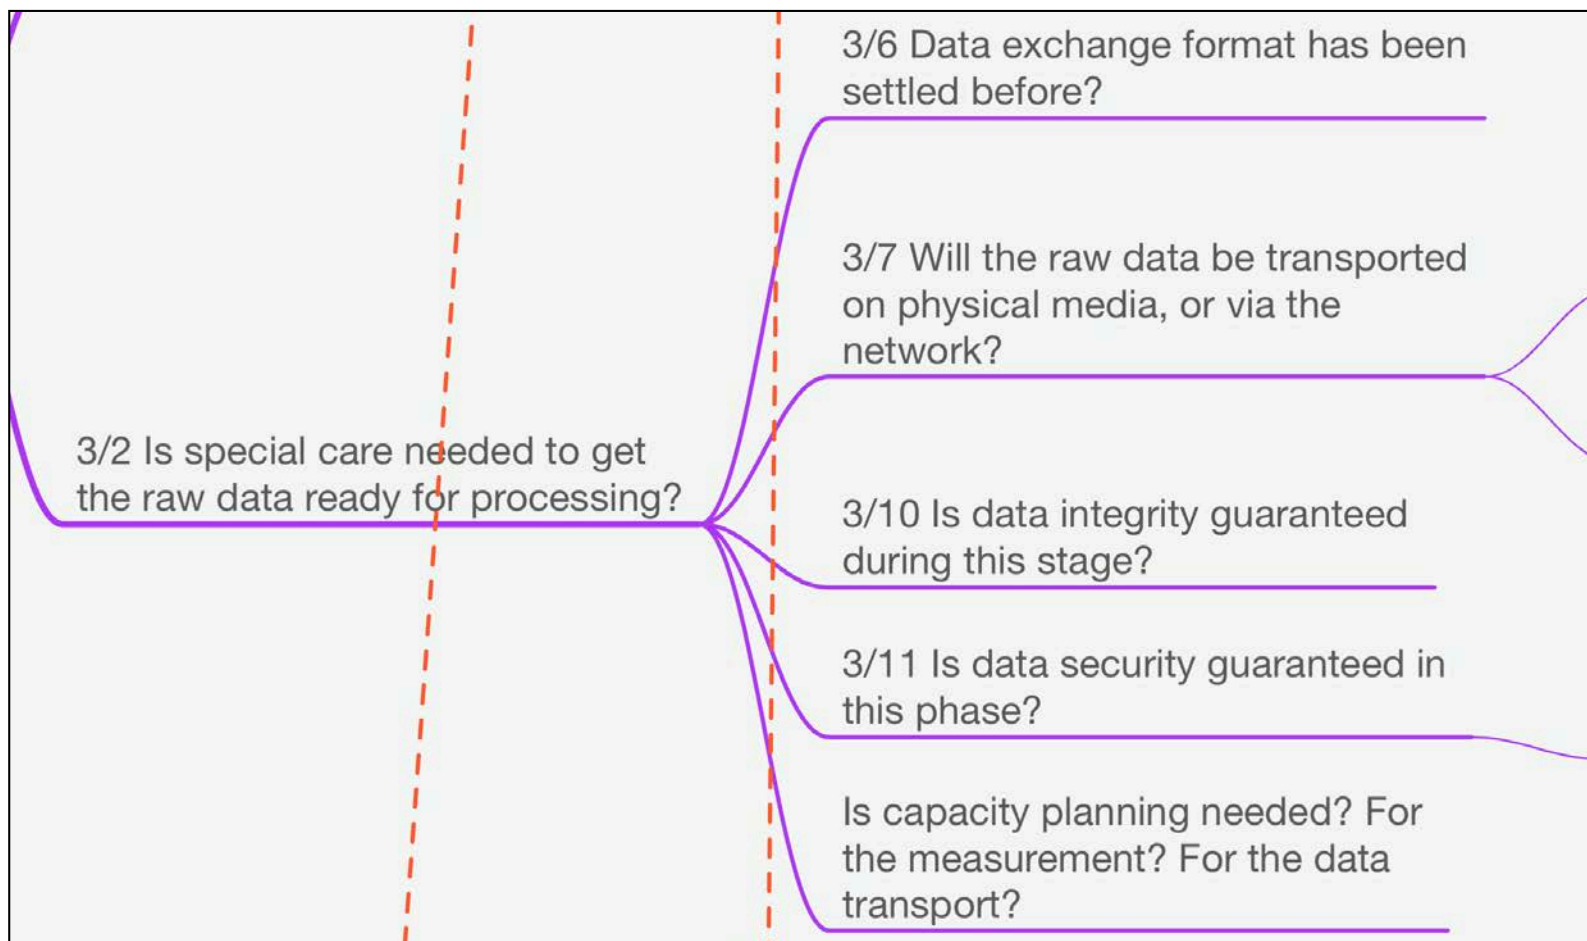 3/6 Data exchange format has been
settled before?
3/7 Will the raw data be transported
on physical media, or via the
network?
3/2 Is special care needed to get
the raw data ready for processing?
3/10 Is data integrity guaranteed
during this stage?
3/11 Is data security guaranteed in
this phase?
Is capacity planning needed? For
the measurement? For the data
transport?